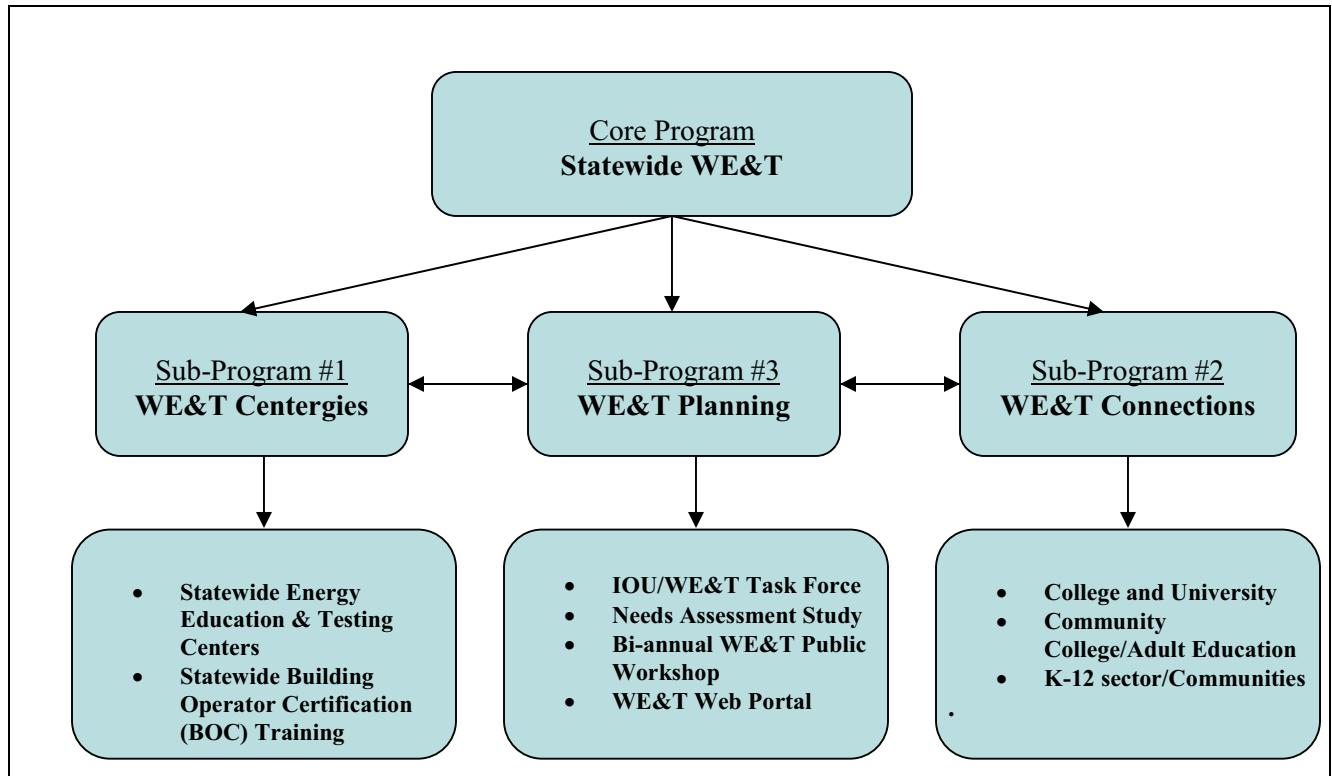 Core Program
Statewide WE&T
Sub-Program #1
WE&T Centergies
Sub-Program #3
WE&T Planning
Sub-Program #2
WE&T Connections
• Statewide Energy
Education & Testing
Centers
• Statewide Building
Operator Certification
(BOC) Training
• IOU/WE&T Task Force
• Needs Assessment Study
• Bi-annual WE&T Public
Workshop
• WE&T Web Portal
• College and University
• Community
College/Adult Education
• K-12 sector/Communities
.